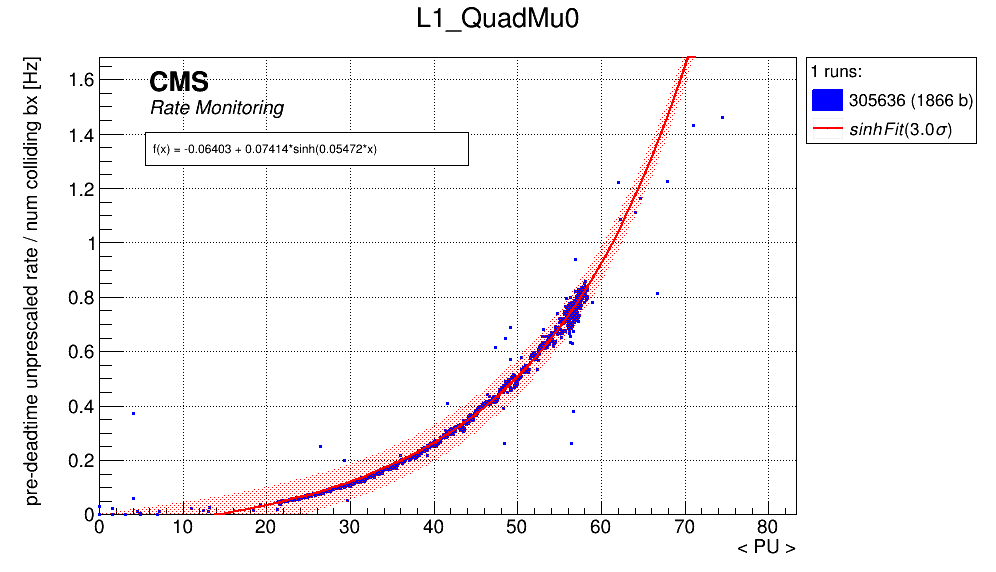 L1_QuadMu0
pre-deadtime unprescaled rate / num colliding bx [Hz]
CMS
Rate Monitoring
f(x) = -0.06403 + 0.07414*sinh(0.05472*x)
1 runs:
305636 (1866 b)
sinhFit(3.0σ)
1.6
1.4
1.2
1
0.8
0.6
0.4
0.2
0
0 10 20 30 40 50 60 70 80
< PU >